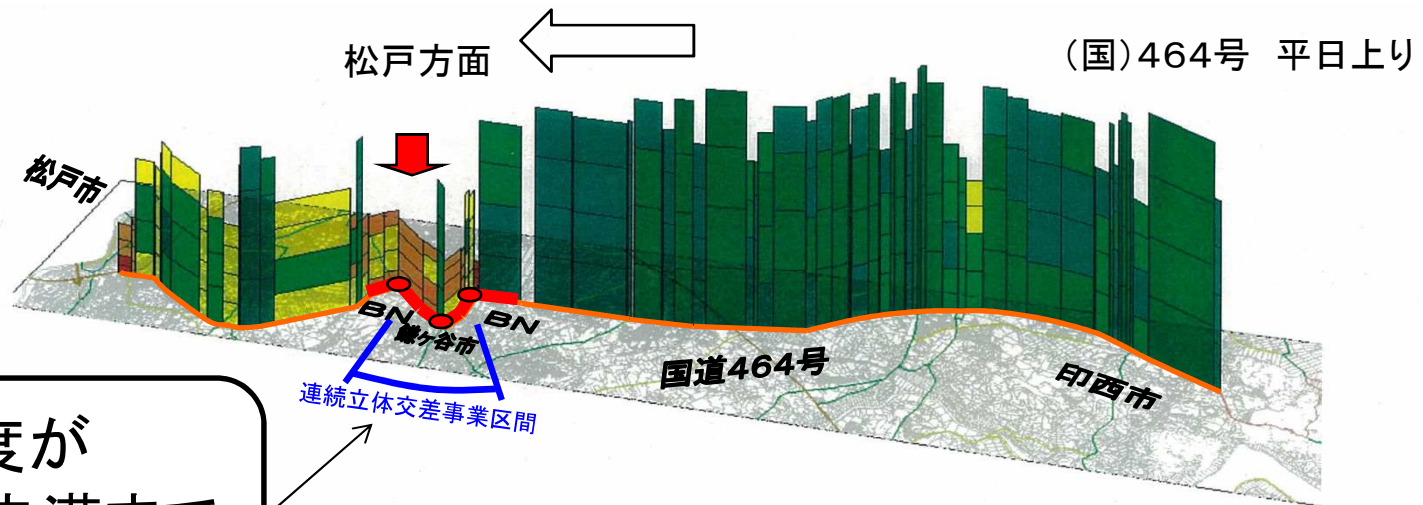 松戸方面
(国)464号 平日上り
松戸市
BN
BN
鎌ヶ谷市
国道464号
印西市
連続立体交差事業区間
度が